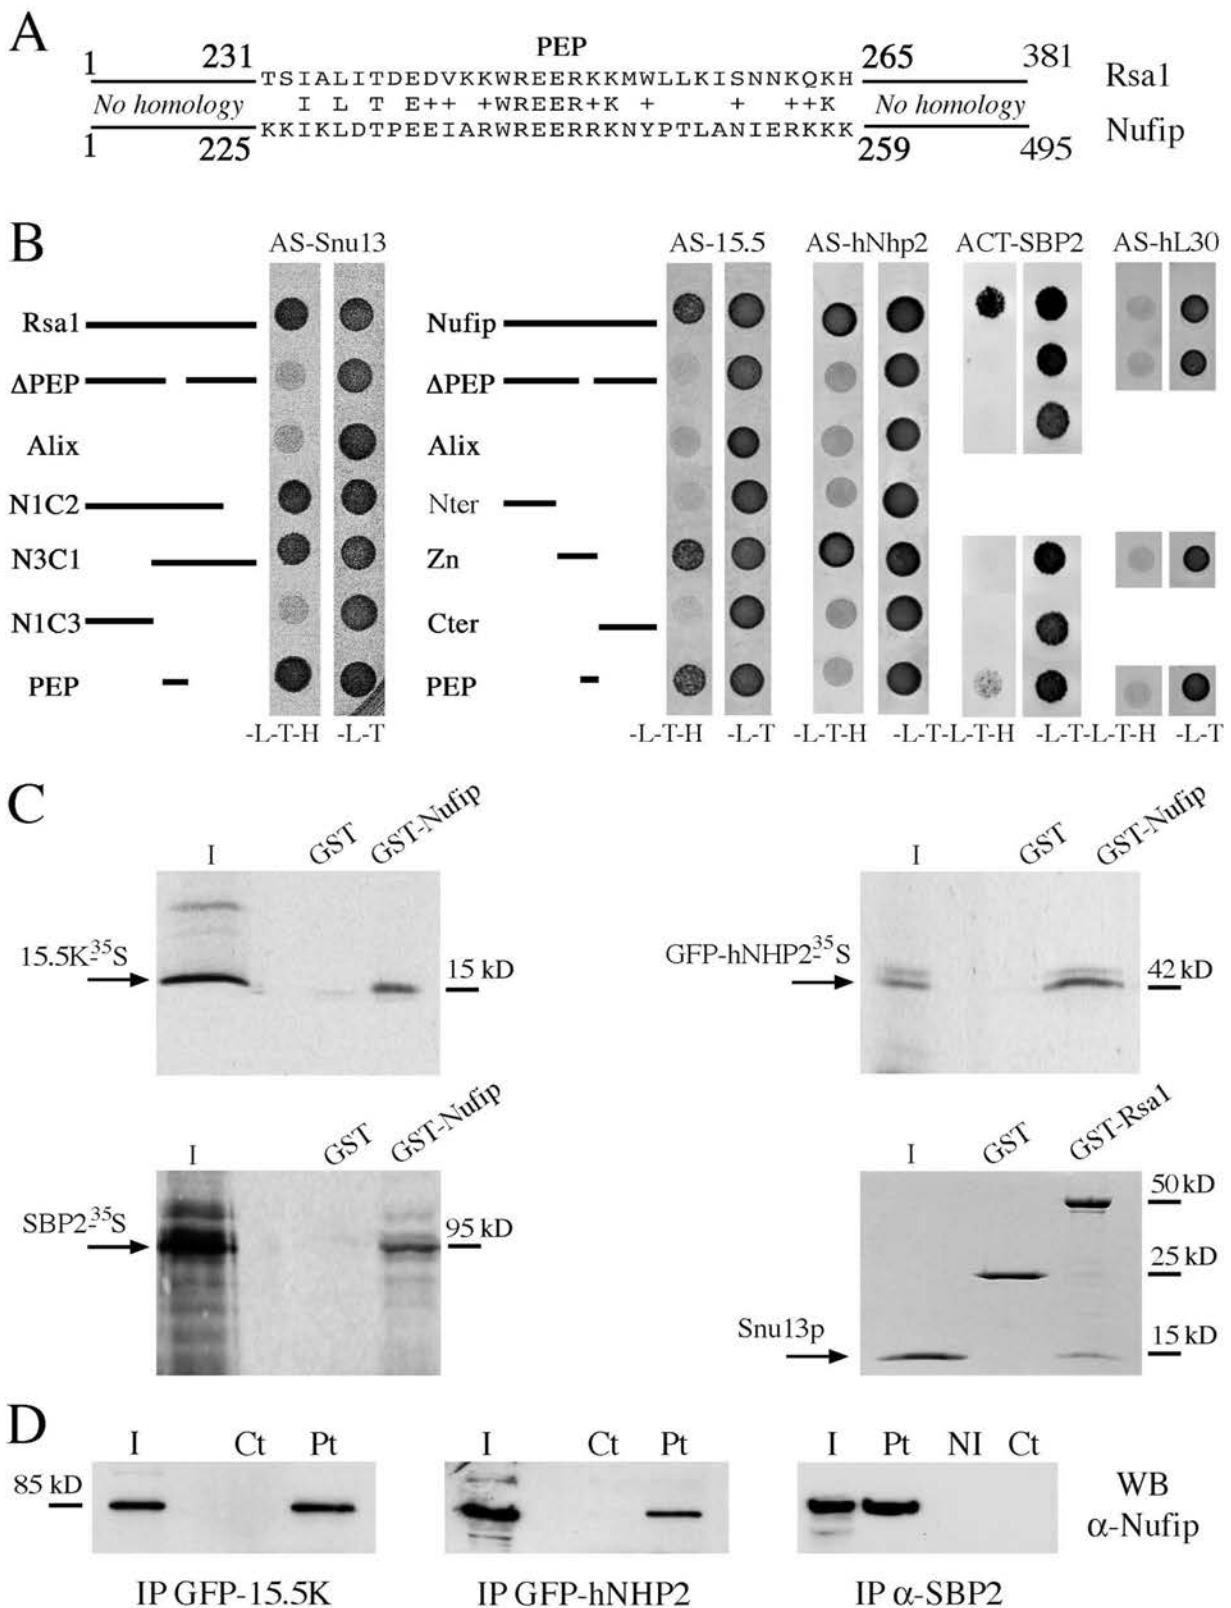 A
PEP
1 231 TSIALITDEDVKKWREERKKMWLLKISNNKQKH 265 381 Rsa1
No homology I L T E++ +WREER+K + + ++K No homology
1 225 KKIKLDTPEEIARWREERRKNYPTLANIERKKK 259 495 Nufip
B
AS-Snu13 AS-15.5 AS-hNhp2 ACT-SBP2 AS-hL30
Rsa1 Nufip
ΔPEP ΔPEP
Alix Alix
N1C2 Nter
N3C1 Zn
N1C3 Cter
PEP PEP
-L-T-H -L-T -L-T-H -L-T -L-T-H -L-T-L-T-H -L-T-L-T-H -L-T
C
I GST GST-Nufip I GST GST-Nufip
15.5K-35S 15 kD GFP-hNHP2-35S 42 kD
I GST GST-Nufip I GST GST-Rsa1
SBP2-35S 95 kD 50 kD
25 kD
Snu13p 15 kD
D
I Ct Pt I Ct Pt I Pt NI Ct
85 kD WB
α-Nufip
IP GFP-15.5K IP GFP-hNHP2 IP α-SBP2